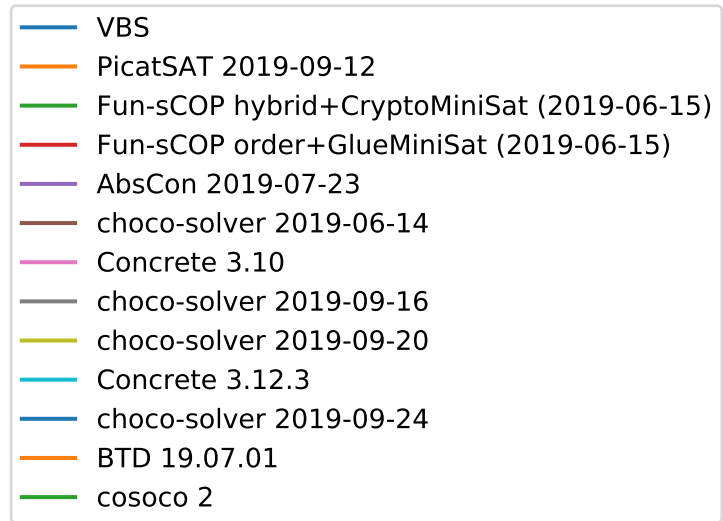 VBS
PicatSAT 2019-09-12
Fun-sCOP hybrid+CryptoMiniSat (2019-06-15)
Fun-sCOP order+GlueMiniSat (2019-06-15)
AbsCon 2019-07-23
choco-solver 2019-06-14
Concrete 3.10
choco-solver 2019-09-16
choco-solver 2019-09-20
Concrete 3.12.3
choco-solver 2019-09-24
BTD 19.07.01
cosoco 2